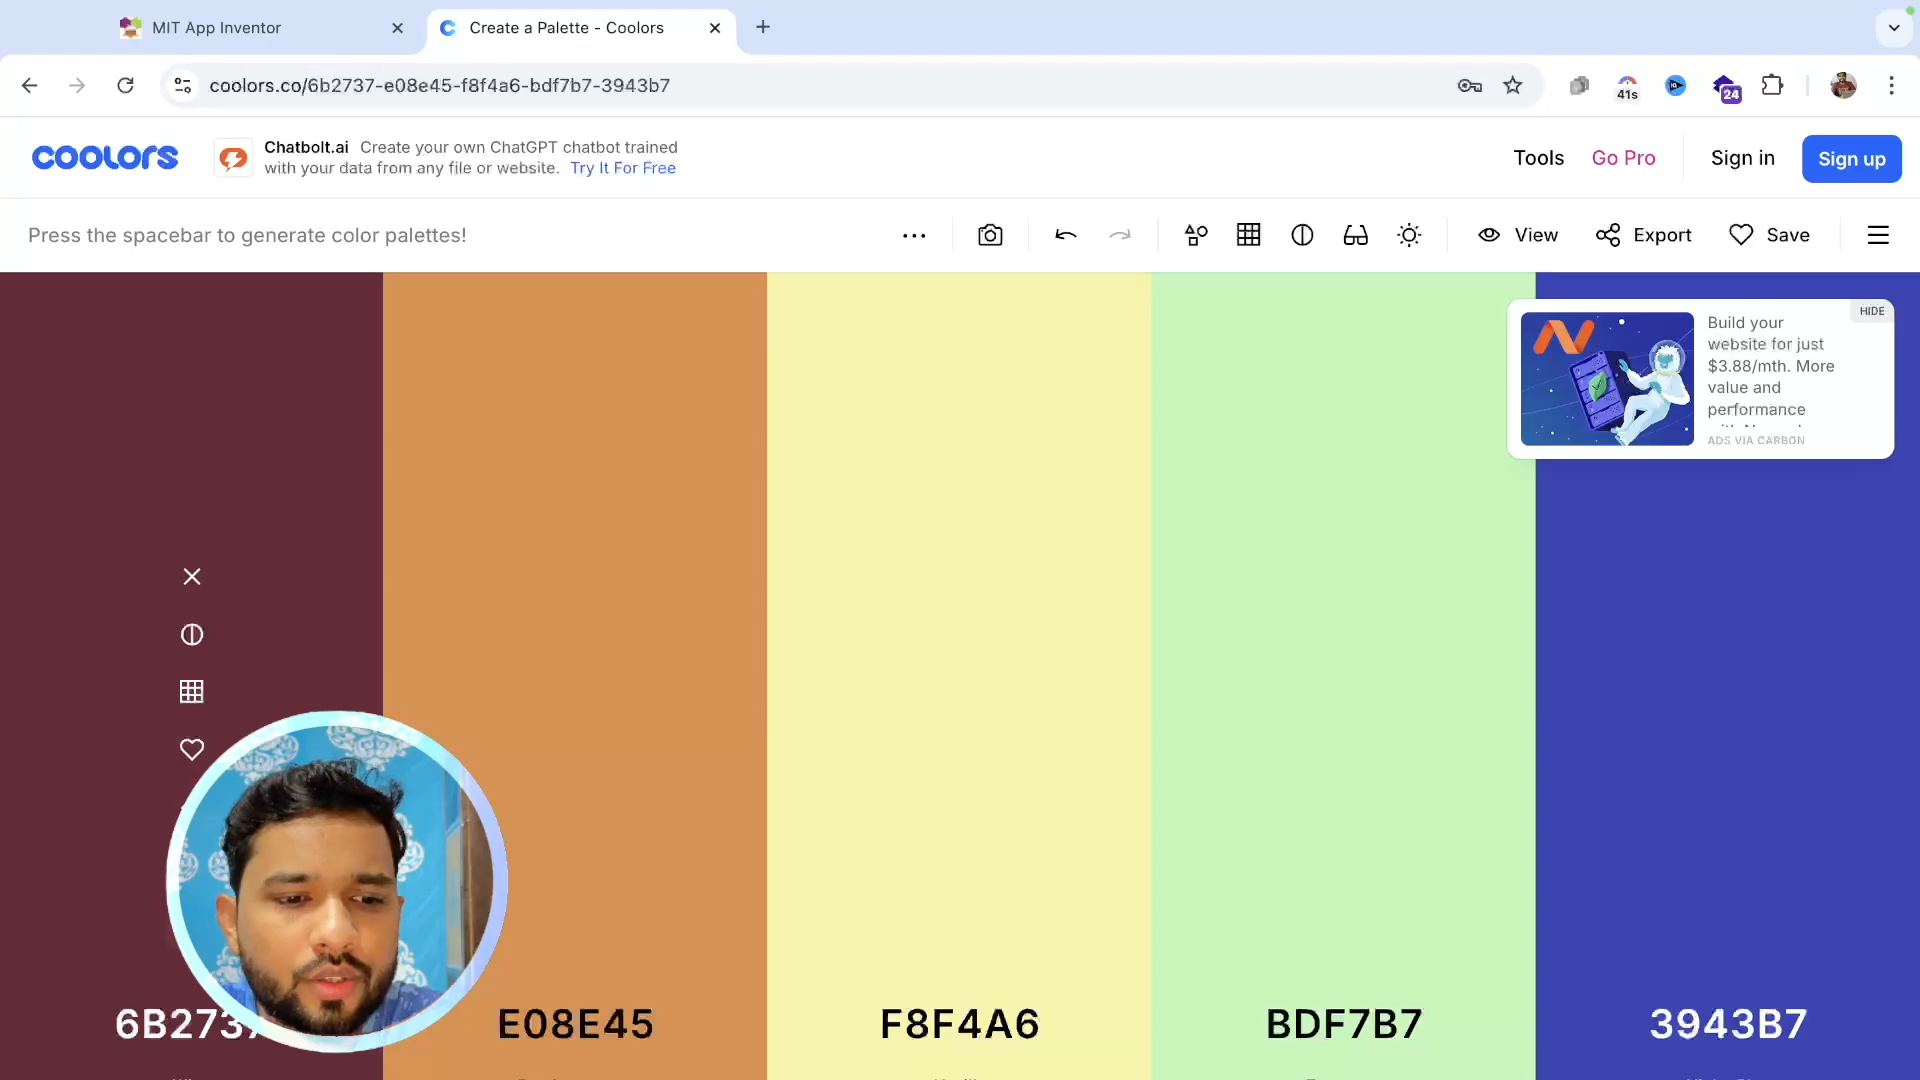 MIT App Inventor
Create a Palette - Coolors
coolors.co/6b2737-e08e45-f8f4a6-bdf7b7-3943b7
41s
24
coolors
Chatbolt.ai Create your own ChatGPT chatbot trained
with your data from any file or website. Try It For Free
Tools
Go Pro
Sign in
Sign up
Press the spacebar to generate color palettes!
View
Export
Save
HIDE
Build your
website for just
$3.88/mth. More
value and
performance
ADS VIA CARBON
6B273
E08E45
F8F4A6
BDF7B7
3943B7